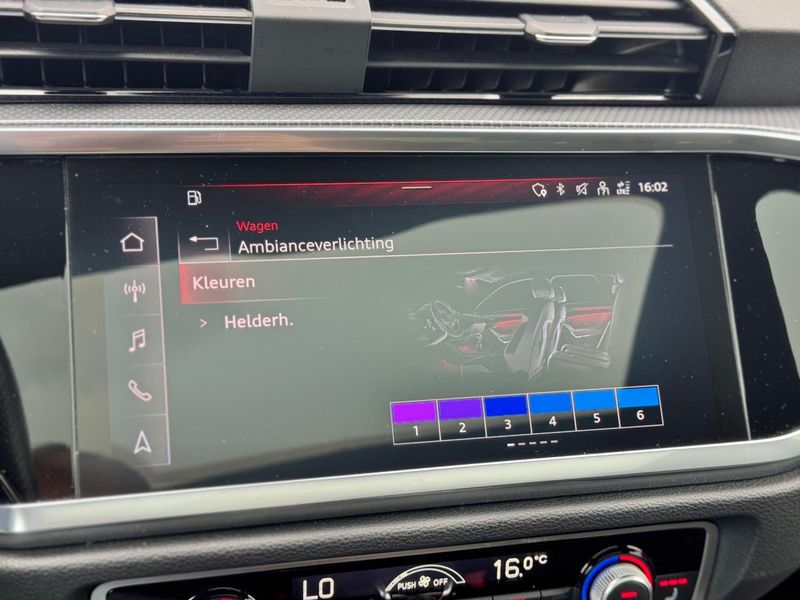 16:02
Wagen
Ambianceverlichting
Kleuren
> Helderh.
1 2 3 4 5 6
LO
PUSH OFF
16.0°C